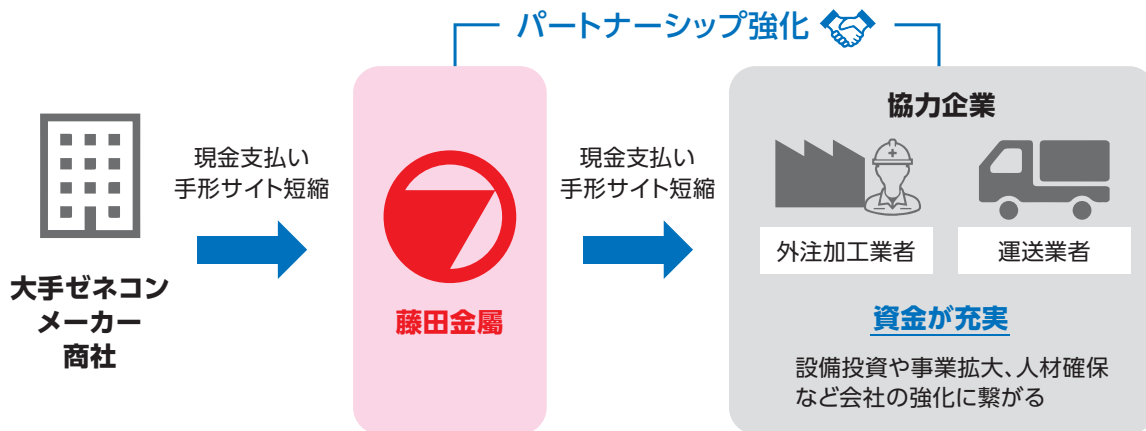 パートナーシップ強化
大手ゼネコン
メーカー
商社
現金支払い
手形サイト短縮
藤田金屬
現金支払い
手形サイト短縮
協力企業
外注加工業者
運送業者
資金が充実
設備投資や事業拡大、人材確保
など会社の強化に繋がる